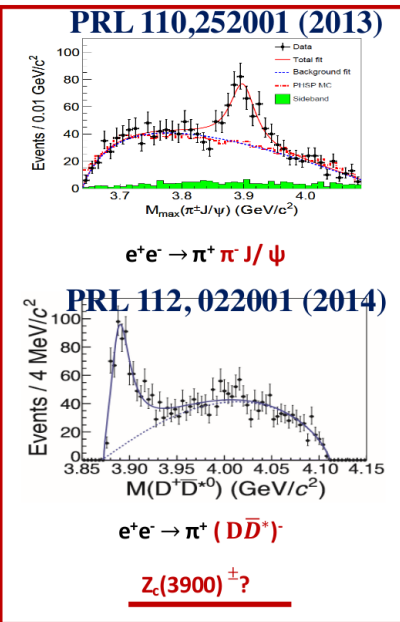 PRL 110,252001 (2013)
Events / 0.01 GeV/c²
100
80
60
40
20
0
Data
Total fit
Background fit
PHSP MC
Sideband
3.7 3.8 3.9 4.0
M_max(π±J/ψ) (GeV/c²)
e⁺e⁻ → π⁺ π⁻ J/ ψ
PRL 112, 022001 (2014)
Events / 4 MeV/c²
100
80
60
40
20
0
3.85 3.90 3.95 4.00 4.05 4.10 4.15
M(D⁺D̅*⁰) (GeV/c²)
e⁺e⁻ → π⁺ ( DD̅*)⁻
Z_c(3900) ±?